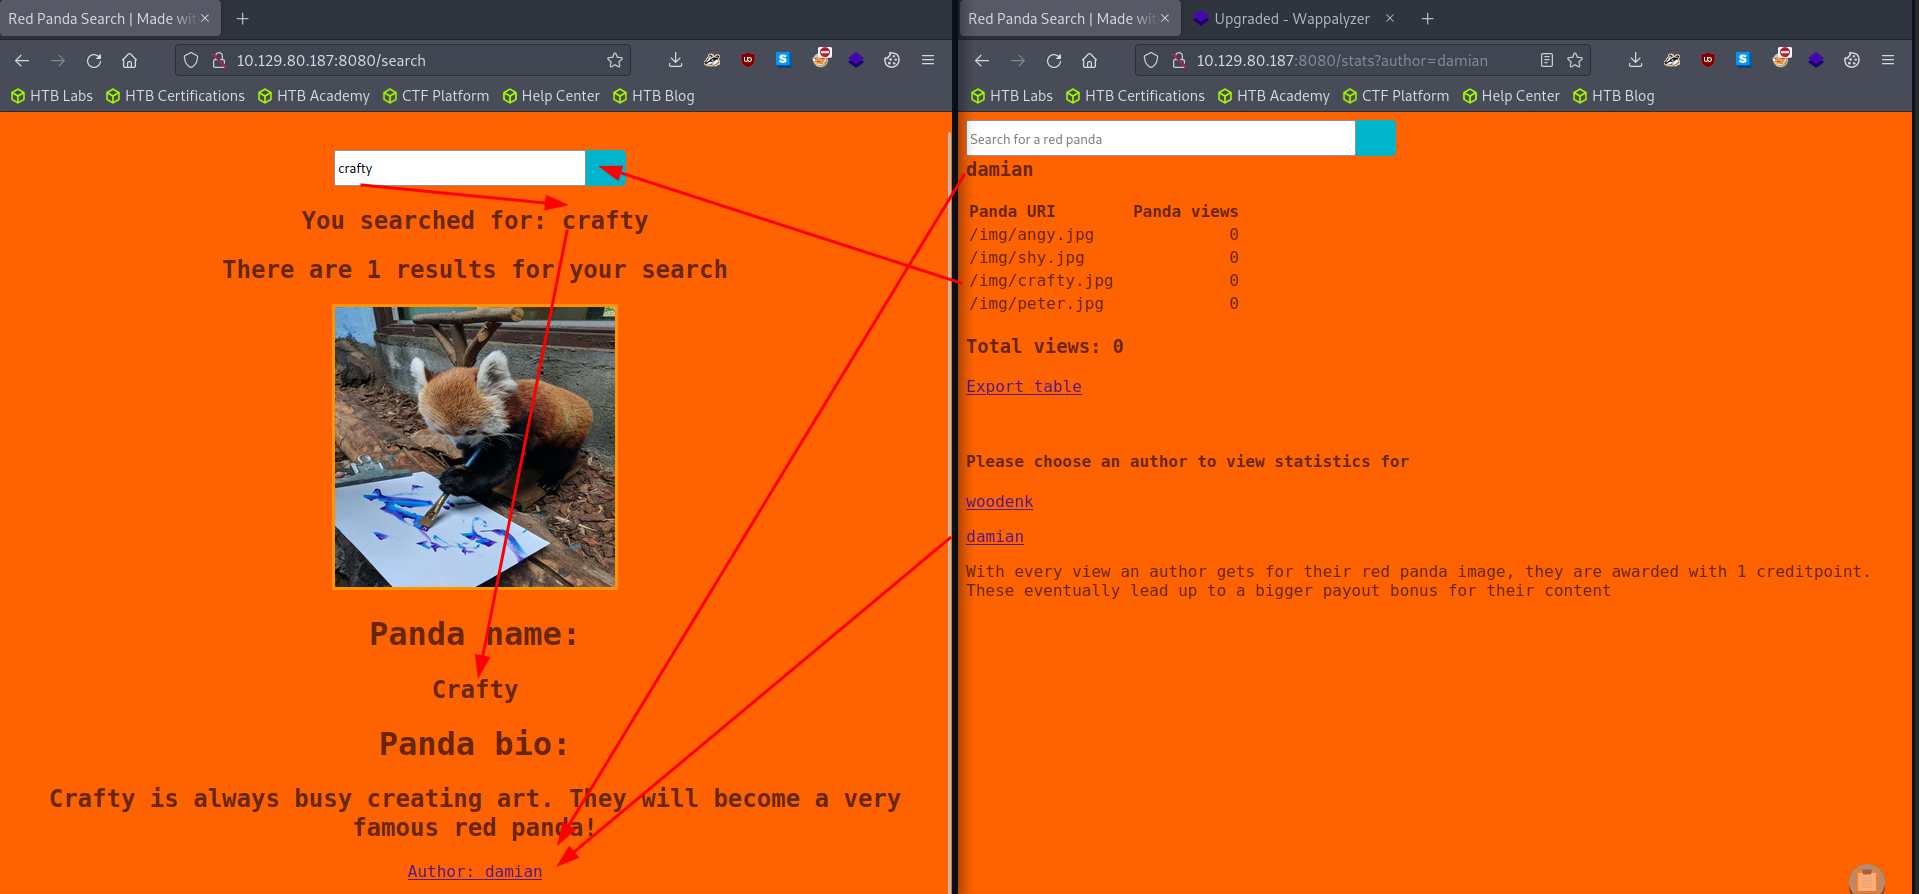 Red Panda Search | Made wit
10.129.80.187:8080/search
HTB Labs HTB Certifications HTB Academy CTF Platform Help Center HTB Blog
crafty
You searched for: crafty
There are 1 results for your search
Panda name:
Crafty
Panda bio:
Crafty is always busy creating art. They will become a very
famous red panda!
Author: damian
Red Panda Search | Made wit Upgraded - Wappalyzer
10.129.80.187:8080/stats?author=damian
HTB Labs HTB Certifications HTB Academy CTF Platform Help Center HTB Blog
Search for a red panda
damian
Panda URI Panda views
/img/angy.jpg 0
/img/shy.jpg 0
/img/crafty.jpg 0
/img/peter.jpg 0
Total views: 0
Export table
Please choose an author to view statistics for
woodenk
damian
With every view an author gets for their red panda image, they are awarded with 1 creditpoint.
These eventually lead up to a bigger payout bonus for their content